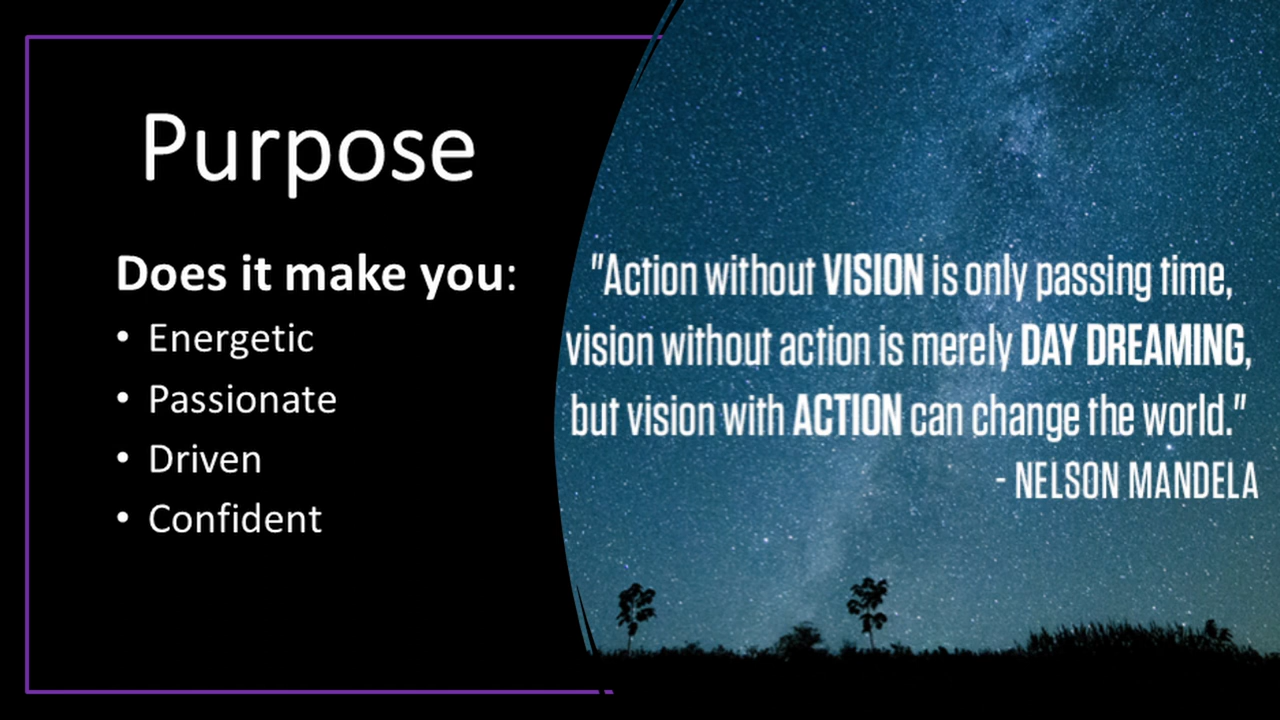 Purpose
Does it make you:
• Energetic
• Passionate
• Driven
• Confident
"Action without VISION is only passing time,
vision without action is merely DAY DREAMING,
but vision with ACTION can change the world."
- NELSON MANDELA